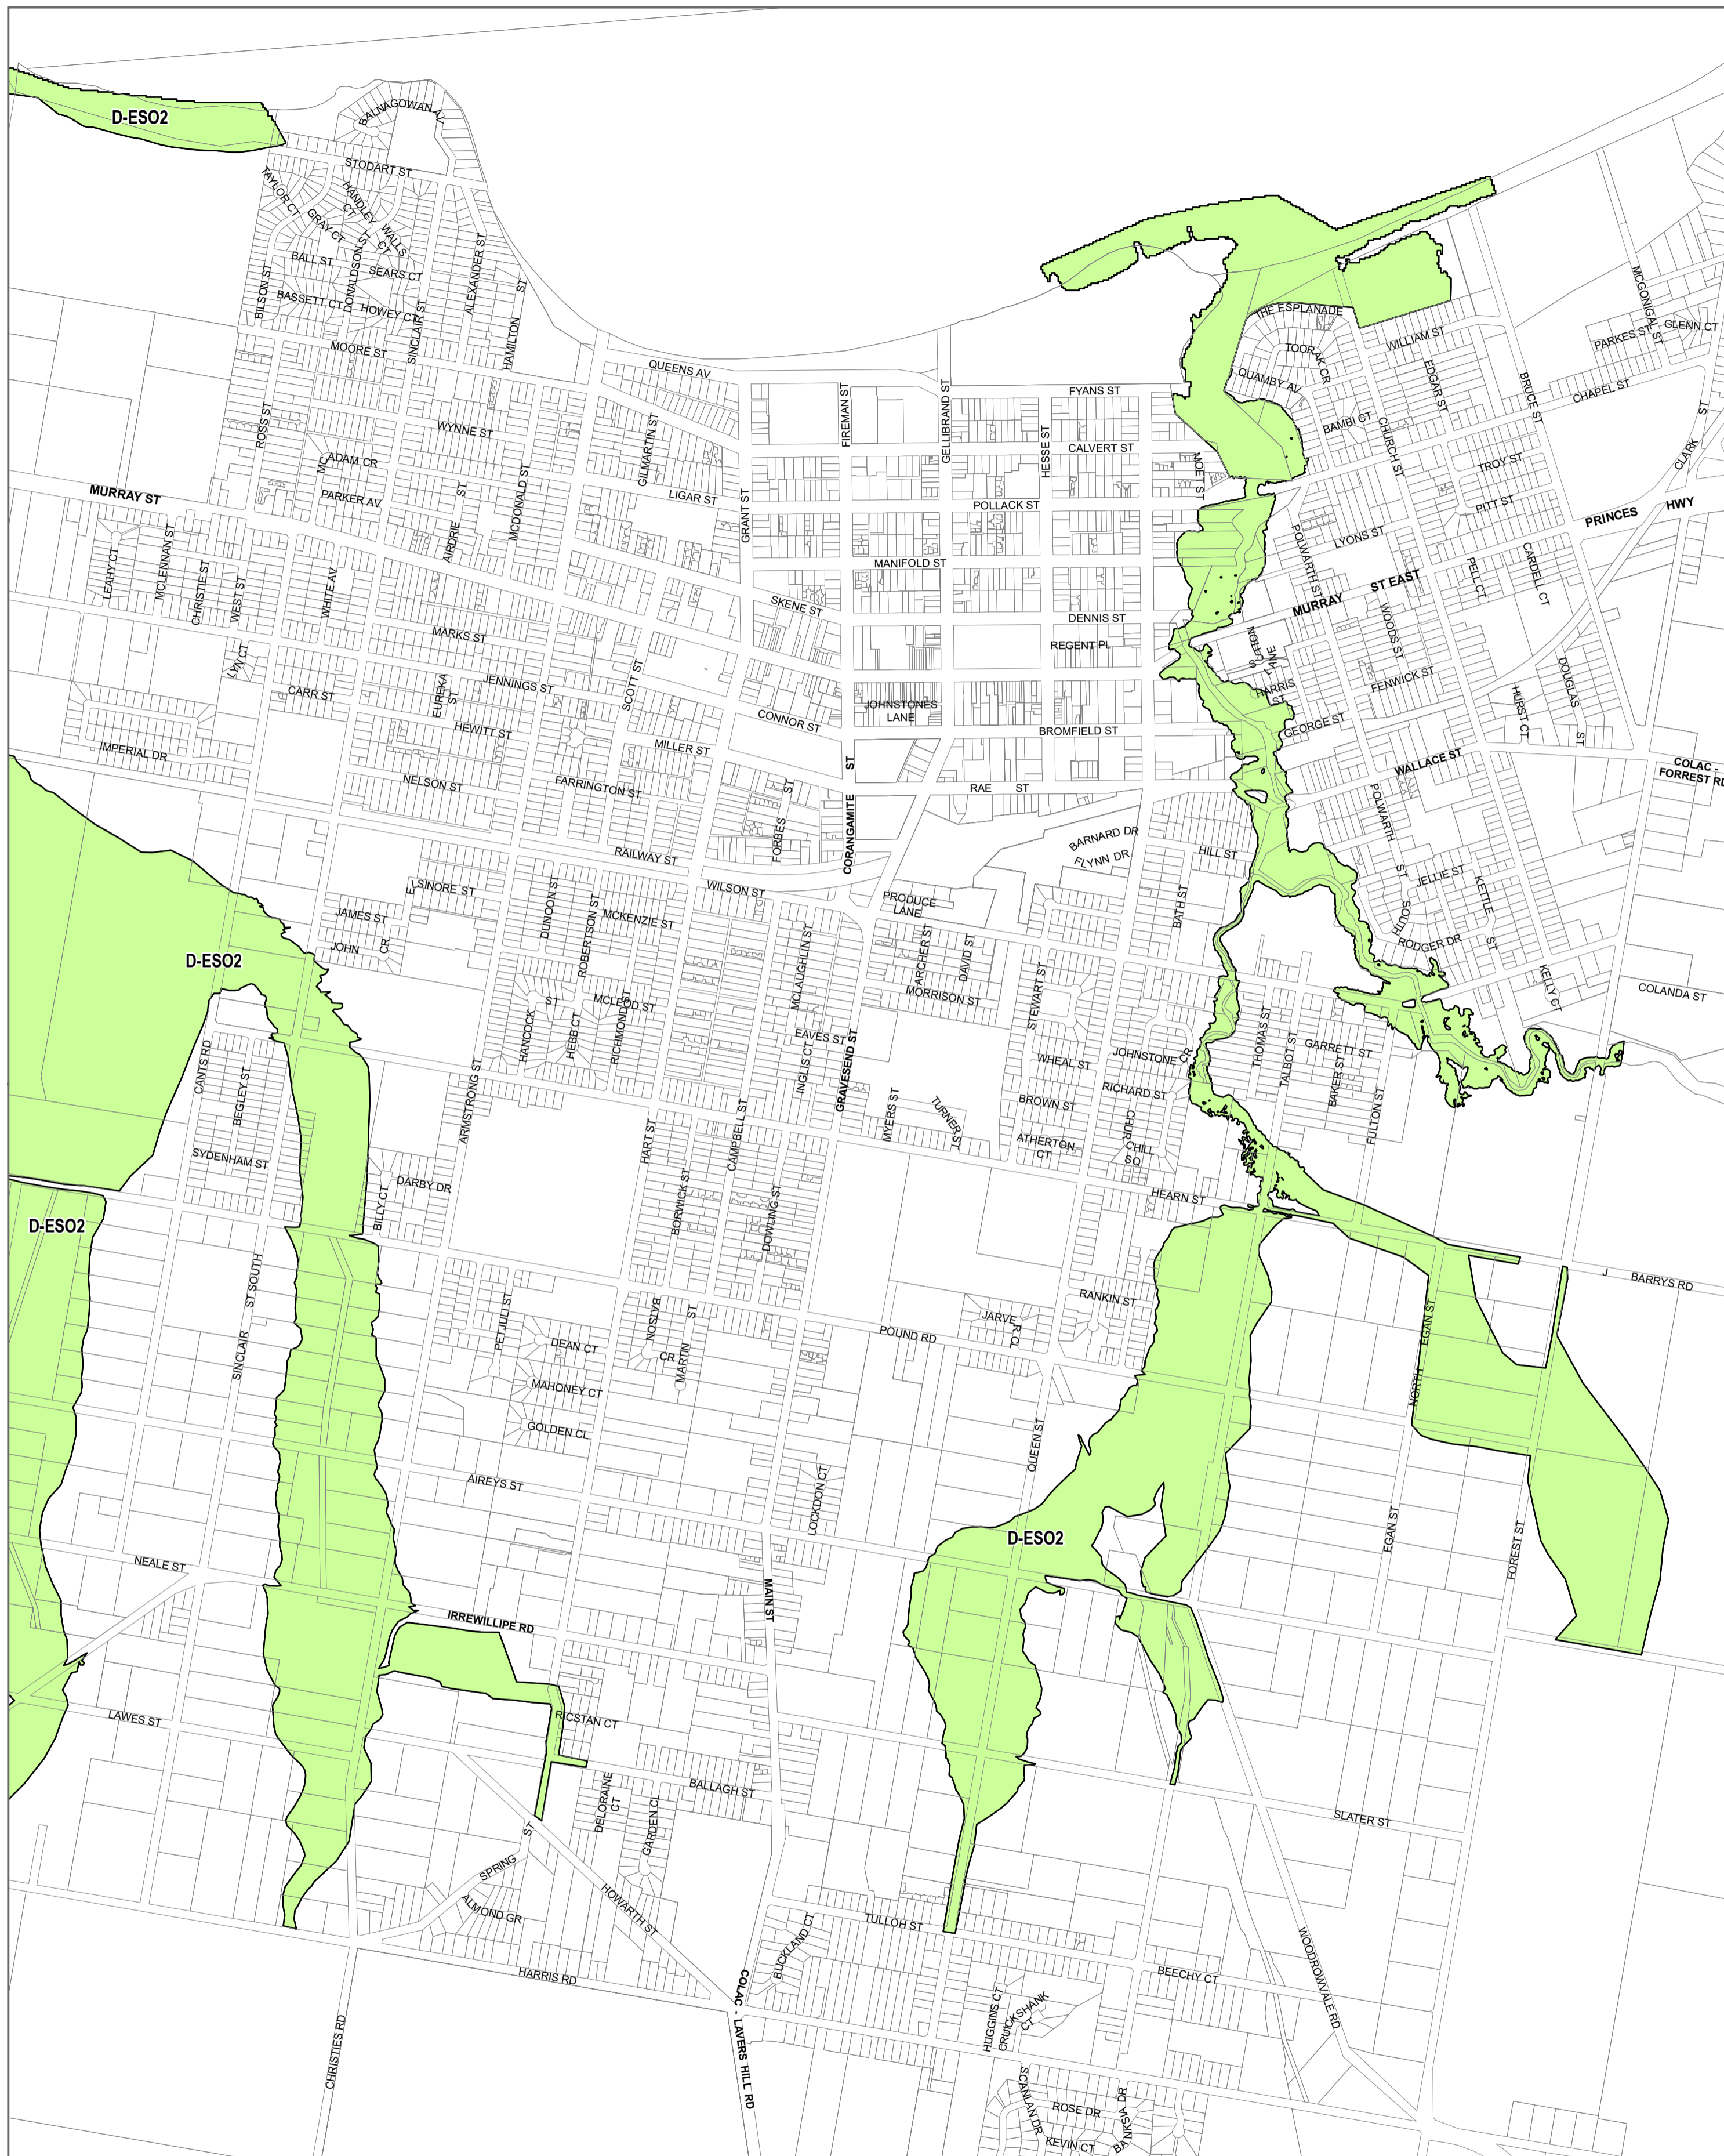 D-ESO2
BALNAGOWAN AV
STODART ST
TAYLOR CT
HANDLEY
CT
GRAY CT
WALLS
CT
BALL ST
DONALDSON ST
SEARS CT
ALEXANDER ST
BILSON ST
BASSETT CT
HOWEY CT
SINCLAIR ST
HAMILTON
ST
MOORE ST
QUEENS AV
THE ESPLANADE
TOORAK CR
QUAMBY AV
WILLIAM ST
EDGAR ST
BRUCE ST
MCGONIGAL ST
PARKES ST
GLENN CT
CHAPEL ST
FIREMAN ST
GELLIBRAND ST
FYANS ST
HESSE ST
CALVERT ST
MOET ST
BAMBI CT
CHURCH ST
TROY ST
PITT ST
CLARK
ST
ROSS ST
WYNNE ST
GILMARTIN ST
ADAM CR
MC
PARKER AV
MCDONALD ST
LIGAR ST
GRANT ST
POLLACK ST
PRINCES
HWY
MURRAY ST
AIRDRIE
ST
MANIFOLD ST
POLWARTH ST
LYONS ST
LEAHY CT
MCLENNAN ST
CHRISTIE ST
WEST ST
WHITE AV
SKENE ST
DENNIS ST
MURRAY
ST EAST
PELL CT
CARDELL CT
MARKS ST
REGENT PL
SUTTON
LANE
WOODS ST
LYN CT
CARR ST
EUREKA
ST
JENNINGS ST
SCOTT ST
JOHNSTONES
LANE
HARRIS
ST
FENWICK ST
DOUGLAS
ST
HURST CT
HEWITT ST
CONNOR ST
BROMFIELD ST
GEORGE ST
IMPERIAL DR
MILLER ST
WALLACE ST
COLAC -
FORREST RD
NELSON ST
FARRINGTON ST
FORBES
ST
CORANGAMITE
ST
RAE
ST
POLWARTH
ST
SOUTH
BARNARD DR
FLYNN DR
HILL ST
RAILWAY ST
WILSON ST
ELSINORE ST
JAMES ST
JOHN
CR
DUNOON ST
ROBERTSON ST
MCKENZIE ST
PRODUCE
LANE
BATH ST
JELLIE ST
KETTLE
ST
RODGER DR
D-ESO2
MCLAUGHLIN ST
ARCHER ST
DAVID ST
MORRISON ST
STEWART ST
KELLY CT
COLANDA ST
HANCOCK
ST
HEBB CT
MCLEOD ST
RICHMOND ST
EAVES ST
INGLIS CT
GRAVESEND ST
WHEAL ST
JOHNSTONE CR
THOMAS ST
TALBOT ST
GARRETT ST
BAKER ST
FULTON ST
CANTS RD
BEGLEY ST
ARMSTRONG ST
RICHARD ST
BROWN ST
MYERS ST
TURNER
ST
ATHERTON
CT
CHURCHILL
SQ
HART ST
CAMPBELL ST
SYDENHAM ST
DARBY DR
BILLY CT
BORWICK ST
DOWLING ST
HEARN ST
D-ESO2
SINCLAIR
ST SOUTH
BARRYS RD
J
PETJULI ST
DEAN CT
BATSON
CR
MARTIN
ST
POUND RD
JARVE
R CL
RANKIN ST
NORTH
EGAN ST
MAHONEY CT
GOLDEN CL
AIREYS ST
LOCKDON CT
QUEEN ST
D-ESO2
EGAN ST
FOREST ST
NEALE ST
MAIN ST
IRREWILLIPE RD
LAWES ST
RICSTAN CT
BALLAGH ST
DELORAINE
CT
GARDEN CL
SLATER ST
SPRING
ST
ALMOND GR
HOWARTH ST
HARRIS RD
TULLOH ST
BUCKLAND CT
BEECHY CT
WOODROWVALE RD
COLAC - LAVERS HILL RD
HUGGINS CT
CRUICKSHANK
CT
CHRISTIES RD
SCANLAN DR
ROSE DR
KEVIN CT
BANKSIA DR